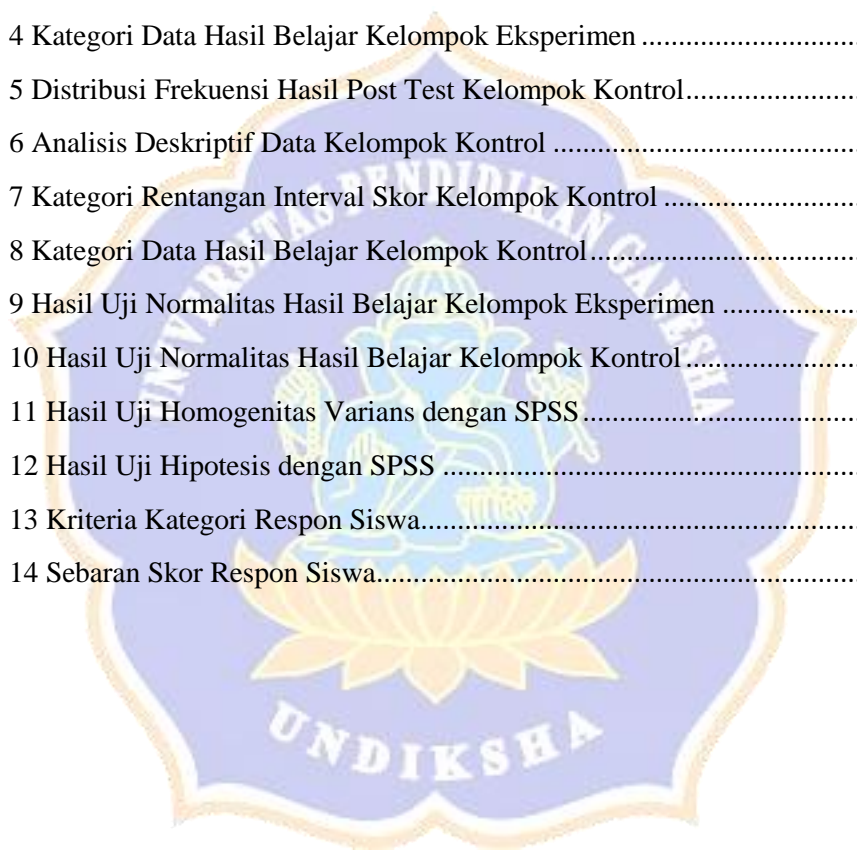 4 Kategori Data Hasil Belajar Kelompok Eksperimen ..............................
5 Distribusi Frekuensi Hasil Post Test Kelompok Kontrol........................
6 Analisis Deskriptif Data Kelompok Kontrol ..........................................
7 Kategori Rentangan Interval Skor Kelompok Kontrol ...........................
8 Kategori Data Hasil Belajar Kelompok Kontrol.....................................
9 Hasil Uji Normalitas Hasil Belajar Kelompok Eksperimen ...................
10 Hasil Uji Normalitas Hasil Belajar Kelompok Kontrol........................
11 Hasil Uji Homogenitas Varians dengan SPSS......................................
12 Hasil Uji Hipotesis dengan SPSS .........................................................
13 Kriteria Kategori Respon Siswa............................................................
14 Sebaran Skor Respon Siswa..................................................................
UNIVERSITAS PENDIDIKAN GANESHA
UNDIKSHA